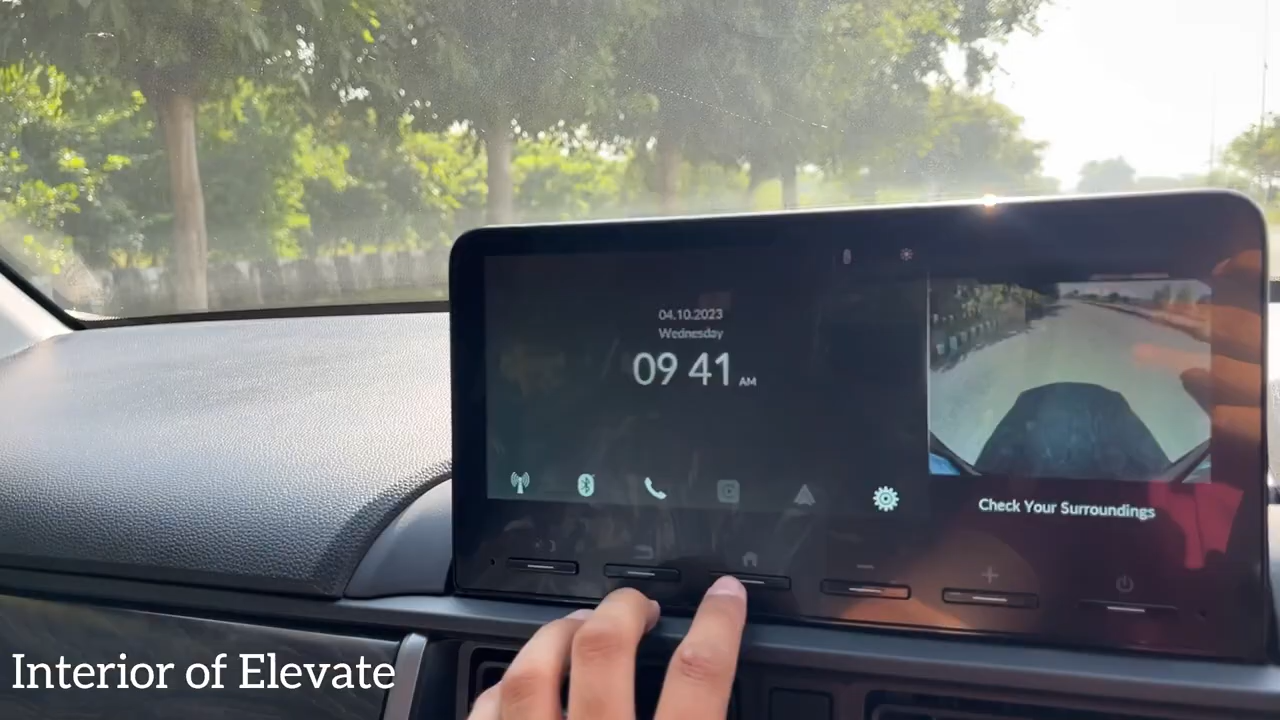 04.10.2023
Wednesday
09 41 AM
Check Your Surroundings
Interior of Elevate